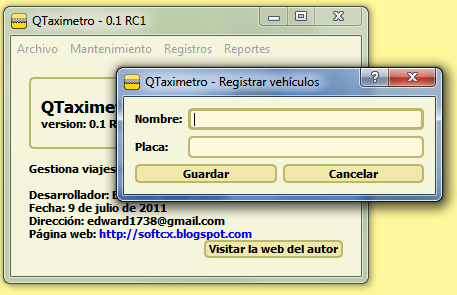 QTaximetro - 0.1 RC1
Archivo Mantenimiento Registros Reportes
QTaximetro
version: 0.1 R
Gestiona viajes
Desarrollador:
Fecha: 9 de julio de 2011
Dirección: edward1738@gmail.com
Página web: http://softcx.blogspot.com
Visitar la web del autor
QTaximetro - Registrar vehículos
?
Nombre:
Placa:
Guardar Cancelar